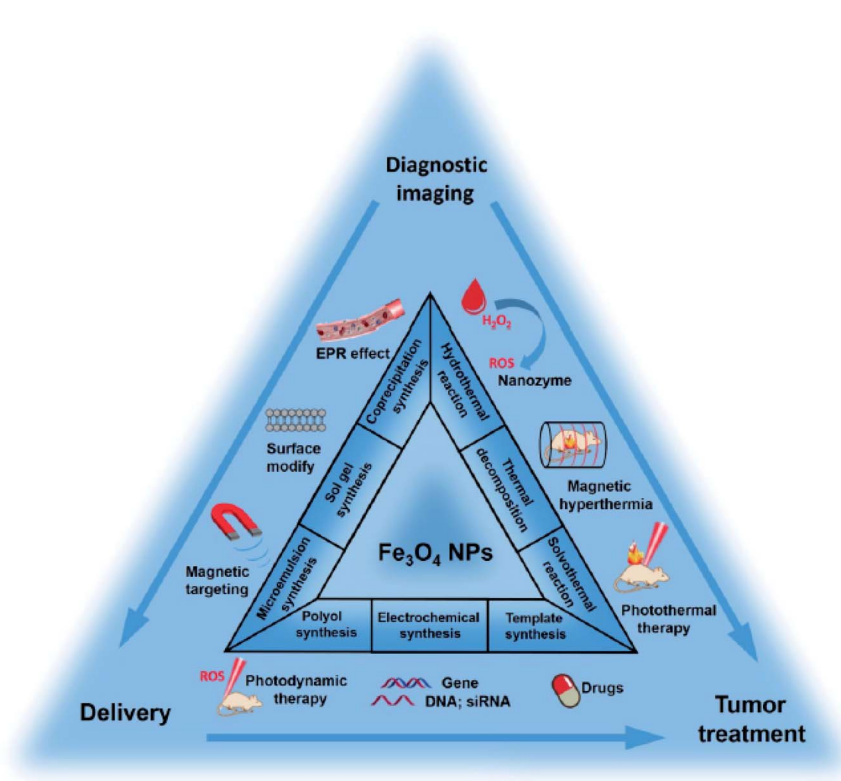 Diagnostic
imaging
EPR effect
H₂O₂
ROS
Nanozyme
Surface
modify
Magnetic
hyperthermia
Magnetic
targeting
Photothermal
therapy
Coprecipitation
synthesis
Sol gel
synthesis
Microemulsion
synthesis
Hydrothermal
reaction
Thermal
decomposition
Solvothermal
reaction
Fe₃O₄ NPs
Polyol
synthesis
Electrochemical
synthesis
Template
synthesis
ROS
Photodynamic
therapy
Gene
DNA; siRNA
Drugs
Delivery
Tumor
treatment